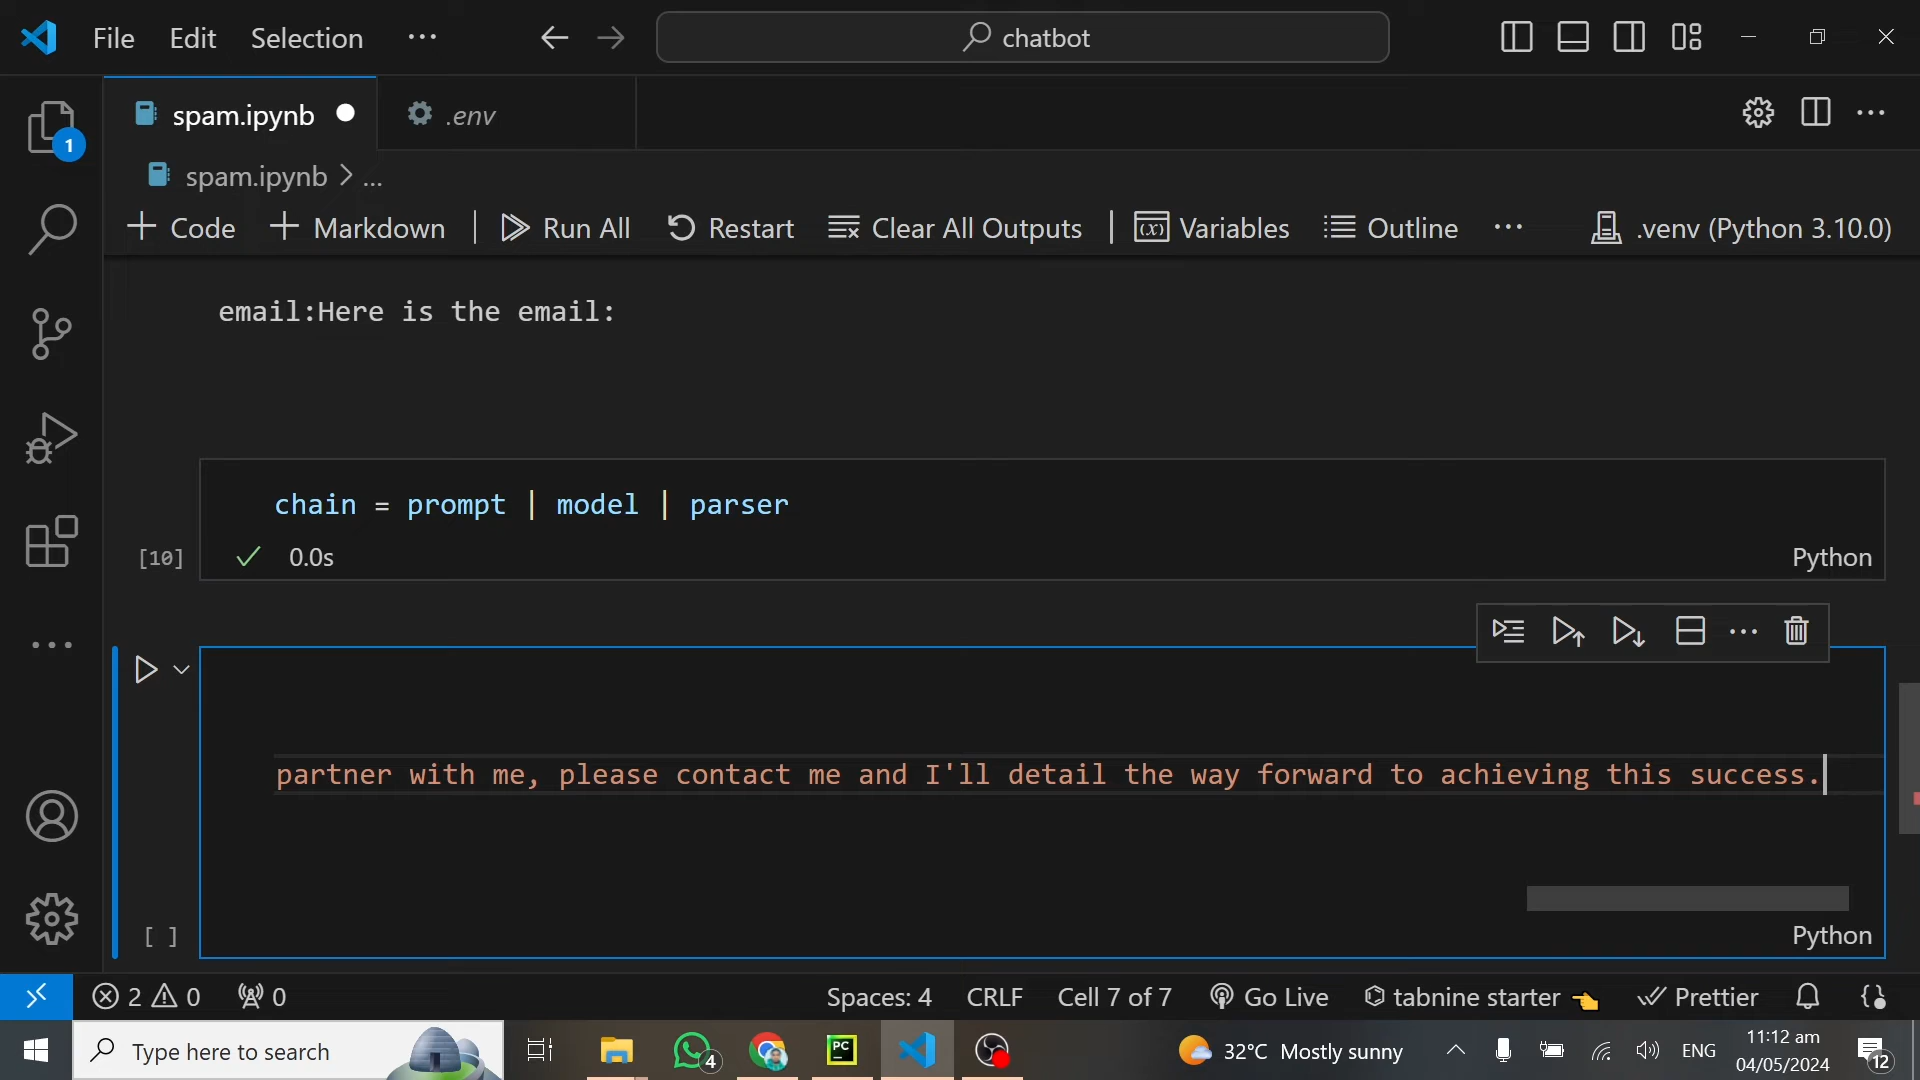 File Edit Selection ··· chatbot
spam.ipynb .env
1
spam.ipynb > ...
Code Markdown Run All Restart Clear All Outputs Variables Outline ··· .venv (Python 3.10.0)
email:Here is the email:
chain = prompt | model | parser
[10] 0.0s Python
partner with me, please contact me and I'll detail the way forward to achieving this success.
[ ] Python
2 0 0 Spaces: 4 CRLF Cell 7 of 7 Go Live tabnine starter Prettier
Type here to search 4 32°C Mostly sunny ENG 11:12 am
04/05/2024 12